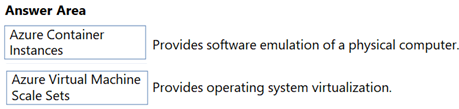 Answer Area
Azure Container
Instances
Provides software emulation of a physical computer.
Azure Virtual Machine
Scale Sets
Provides operating system virtualization.